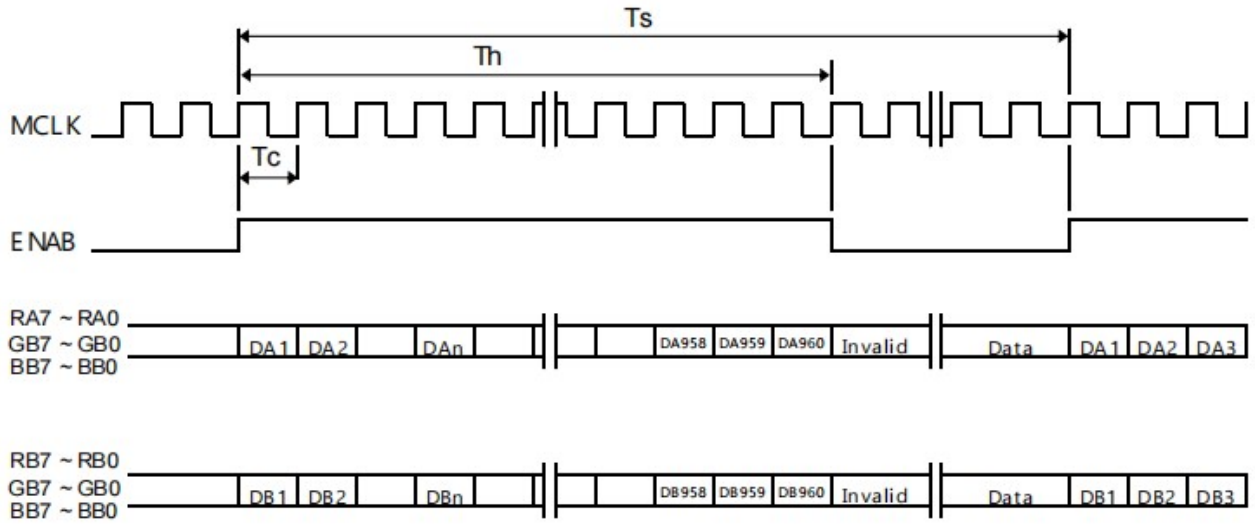 Ts
Th
MCLK
Tc
ENAB
RA7 ~ RA0
GB7 ~ GB0
BB7 ~ BB0
DA1 DA2 DAn DA958 DA959 DA960 Invalid Data DA1 DA2 DA3
RB7 ~ RB0
GB7 ~ GB0
BB7 ~ BB0
DB1 DB2 DBn DB958 DB959 DB960 Invalid Data DB1 DB2 DB3